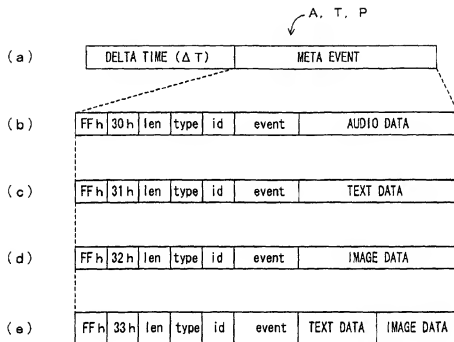 A, T, P
(a) DELTA TIME (ΔT) META EVENT
(b) FFh 30h len type id event AUDIO DATA
(c) FFh 31h len type id event TEXT DATA
(d) FFh 32h len type id event IMAGE DATA
(e) FFh 33h len type id event TEXT DATA IMAGE DATA